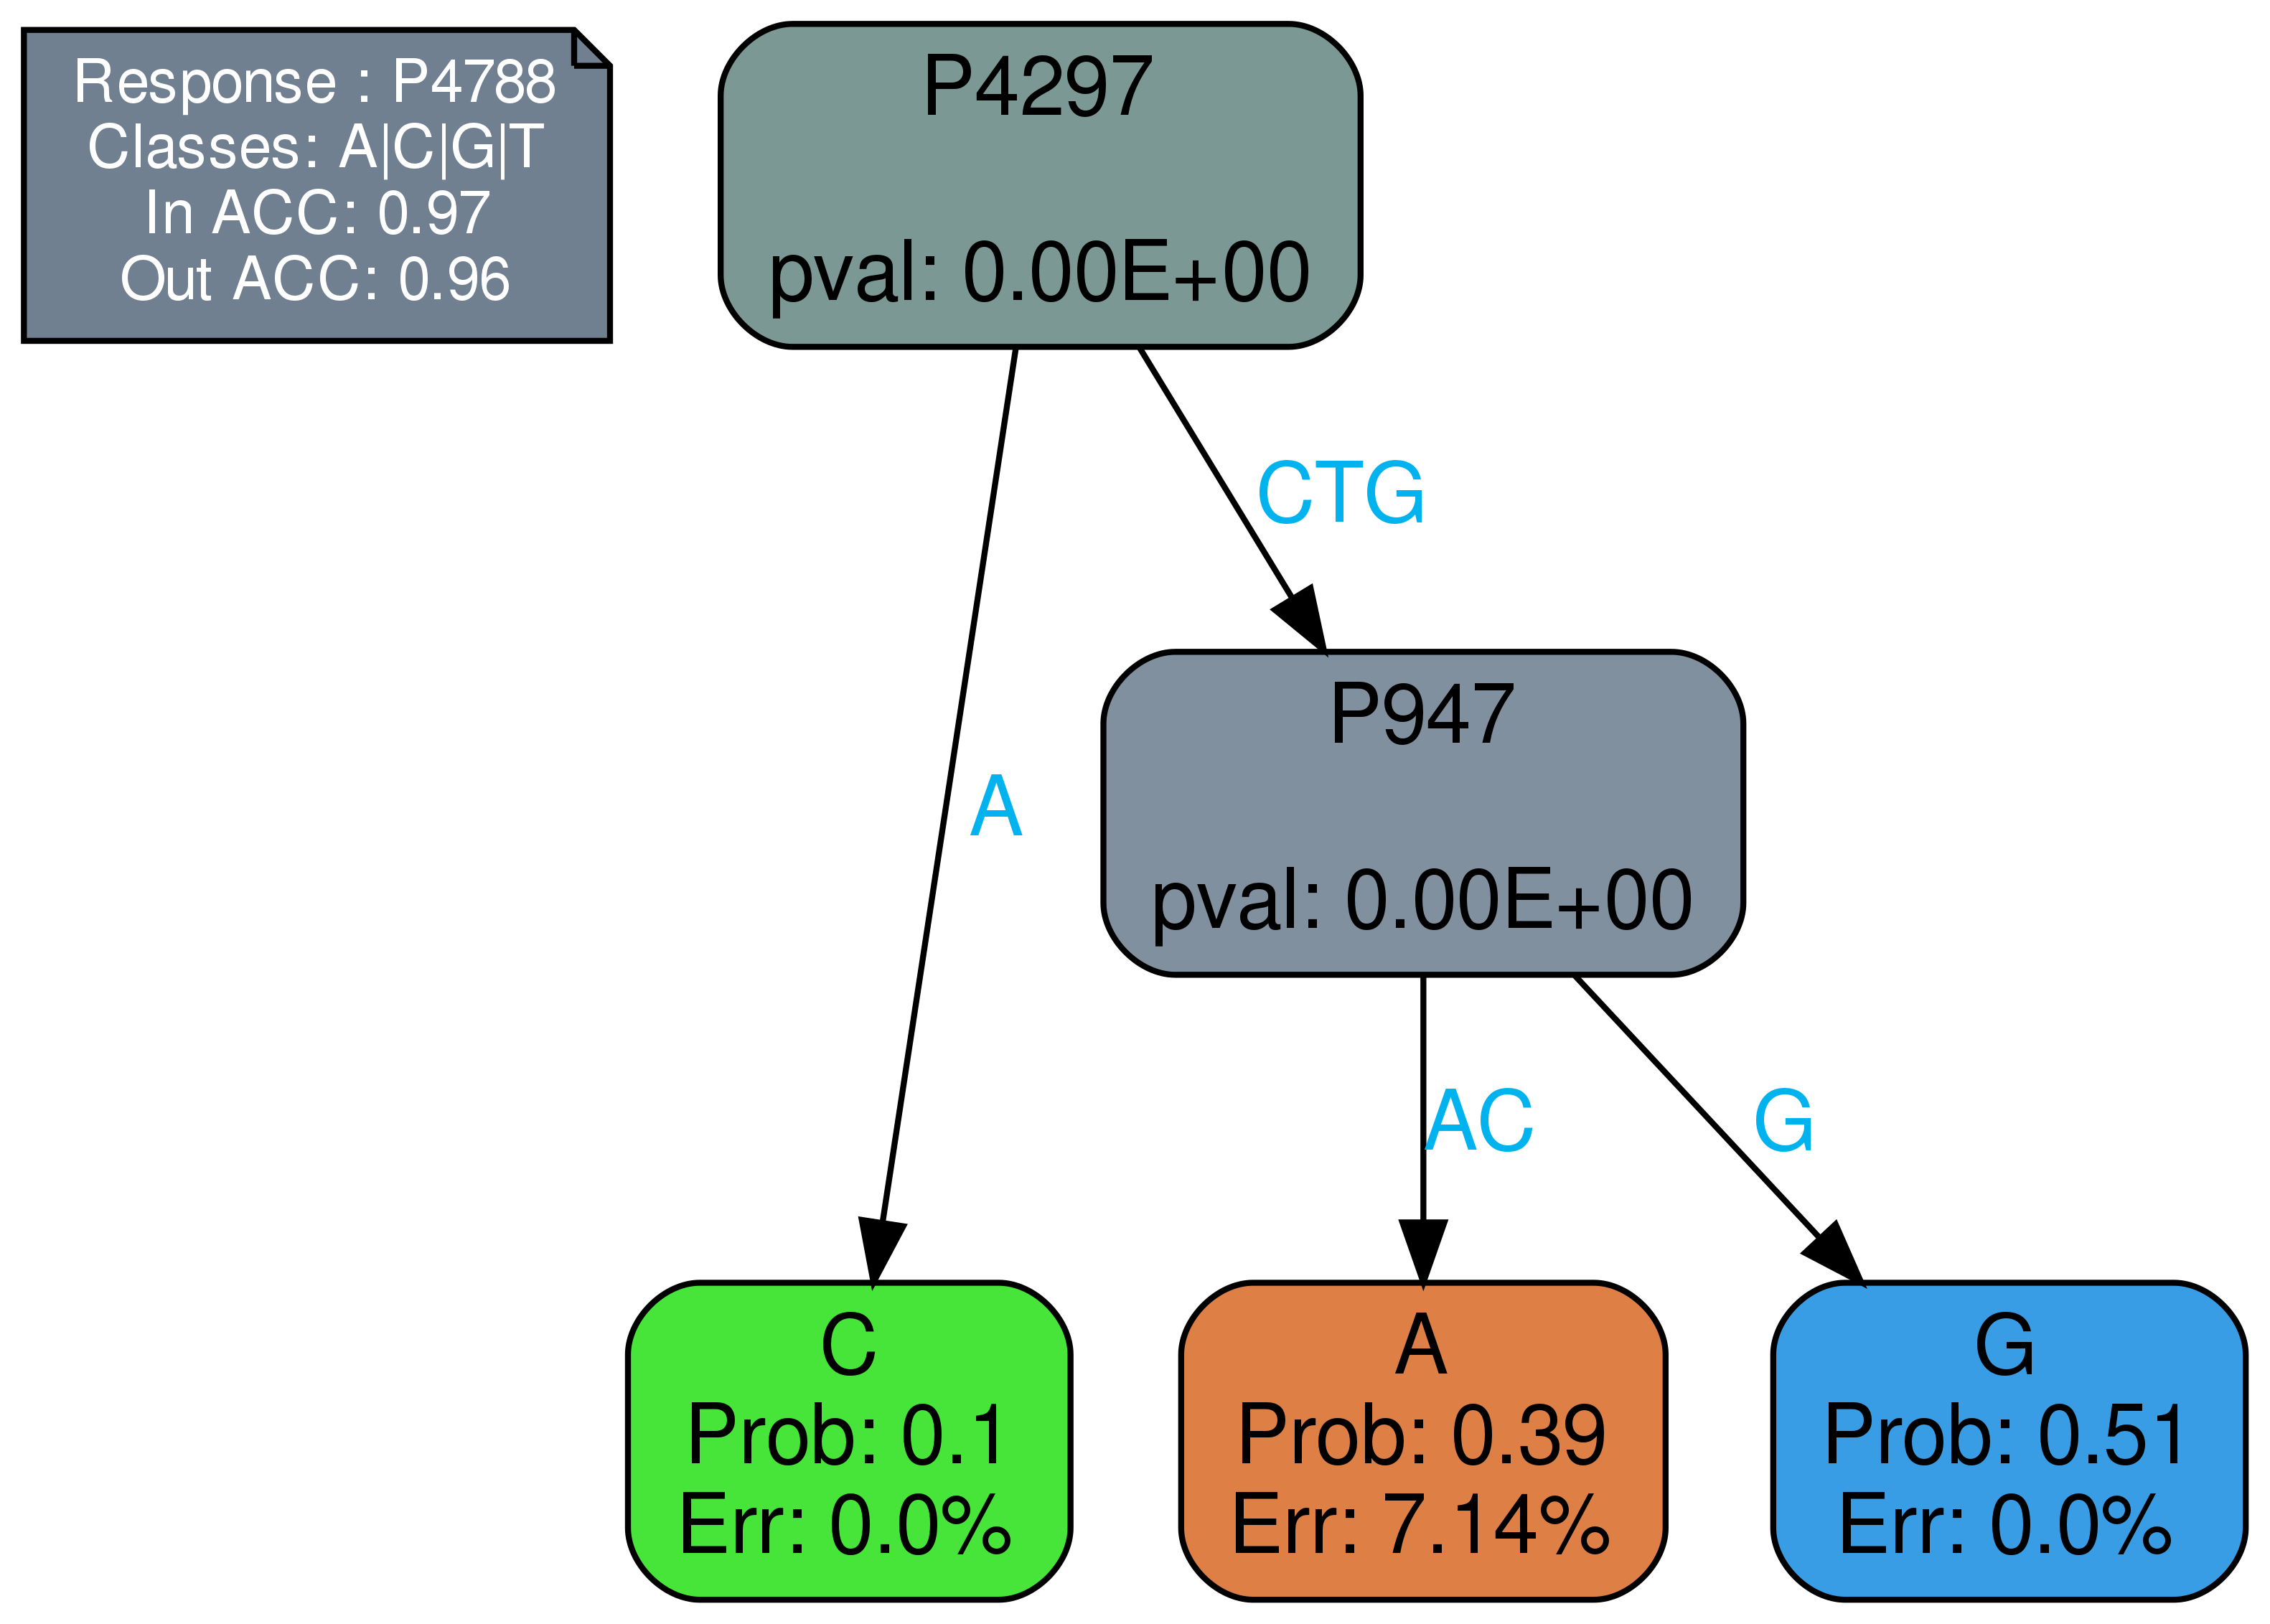 Response : P4788
Classes: A|C|G|T
In ACC: 0.97
Out ACC: 0.96
P4297
pval: 0.00E+00
CTG
A
P947
pval: 0.00E+00
AC
G
C
Prob: 0.1
Err: 0.0%
A
Prob: 0.39
Err: 7.14%
G
Prob: 0.51
Err: 0.0%